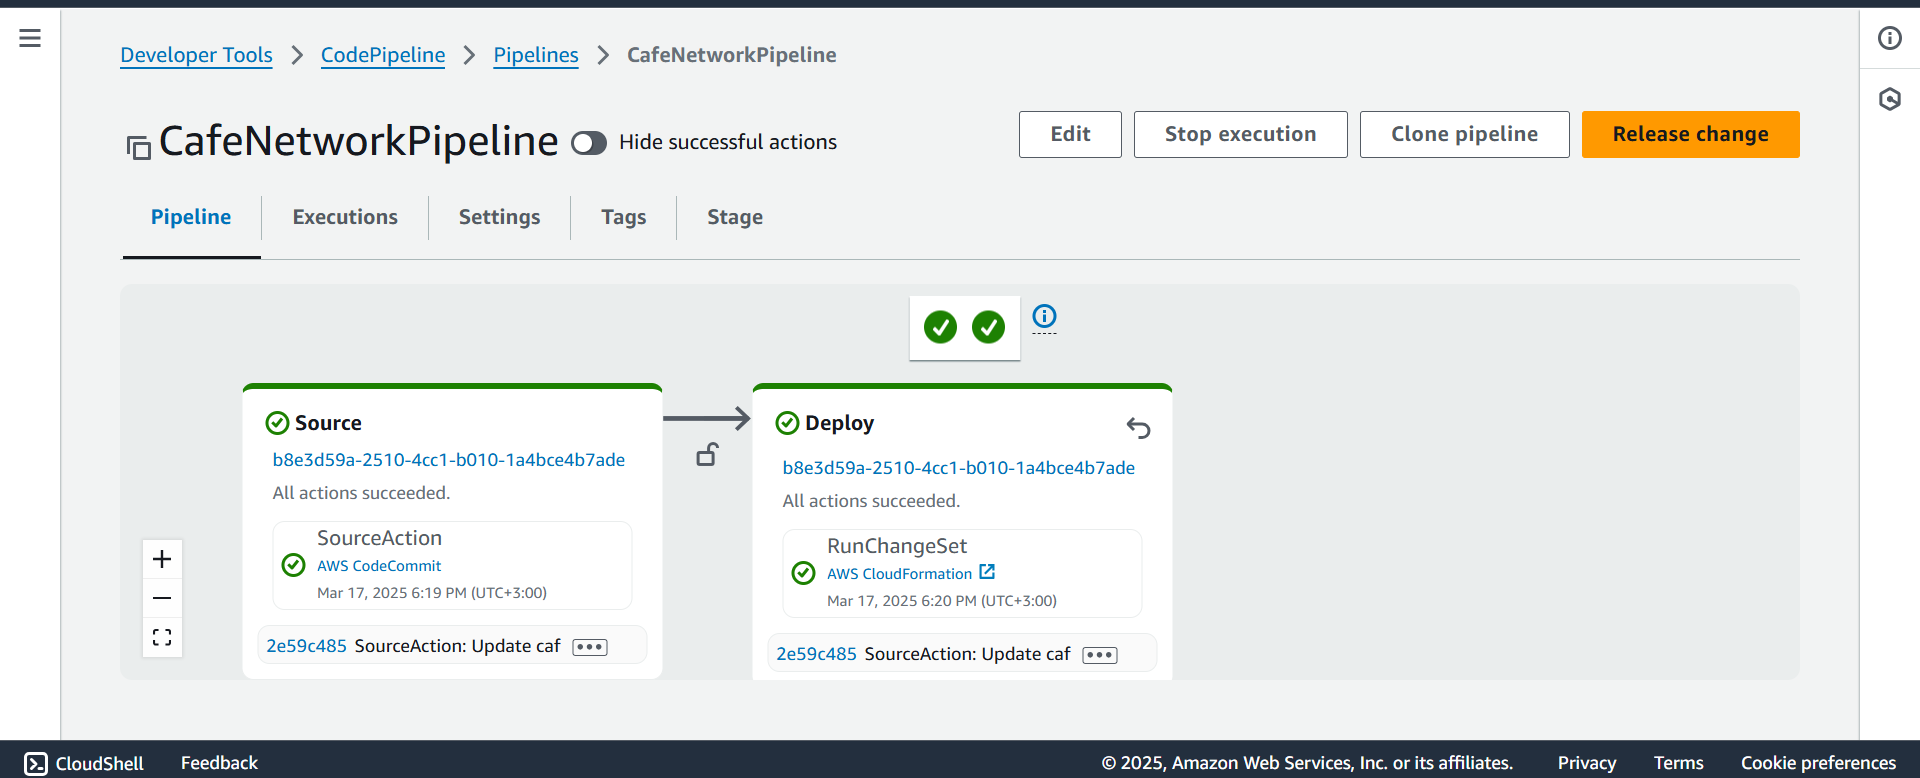 Developer Tools > CodePipeline > Pipelines > CafeNetworkPipeline
CafeNetworkPipeline
Hide successful actions
Edit
Stop execution
Clone pipeline
Release change
Pipeline
Executions
Settings
Tags
Stage
Source
b8e3d59a-2510-4cc1-b010-1a4bce4b7ade
All actions succeeded.
SourceAction
AWS CodeCommit
Mar 17, 2025 6:19 PM (UTC+3:00)
2e59c485 SourceAction: Update caf
Deploy
b8e3d59a-2510-4cc1-b010-1a4bce4b7ade
All actions succeeded.
RunChangeSet
AWS CloudFormation
Mar 17, 2025 6:20 PM (UTC+3:00)
2e59c485 SourceAction: Update caf
CloudShell
Feedback
© 2025, Amazon Web Services, Inc. or its affiliates.
Privacy
Terms
Cookie preferences